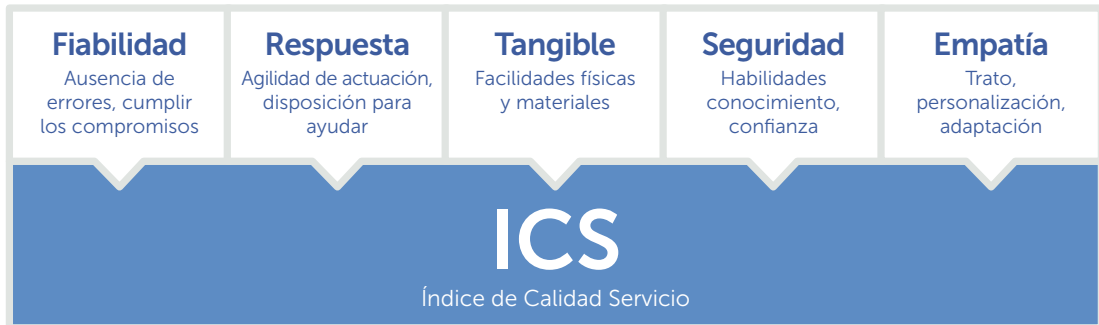 Fiabilidad
Ausencia de
errores, cumplir
los compromisos
Respuesta
Agilidad de actuación,
disposición para
ayudar
Tangible
Facilidades físicas
y materiales
Seguridad
Habilidades
conocimiento,
confianza
Empatía
Trato,
personalización,
adaptación
ICS
Índice de Calidad Servicio